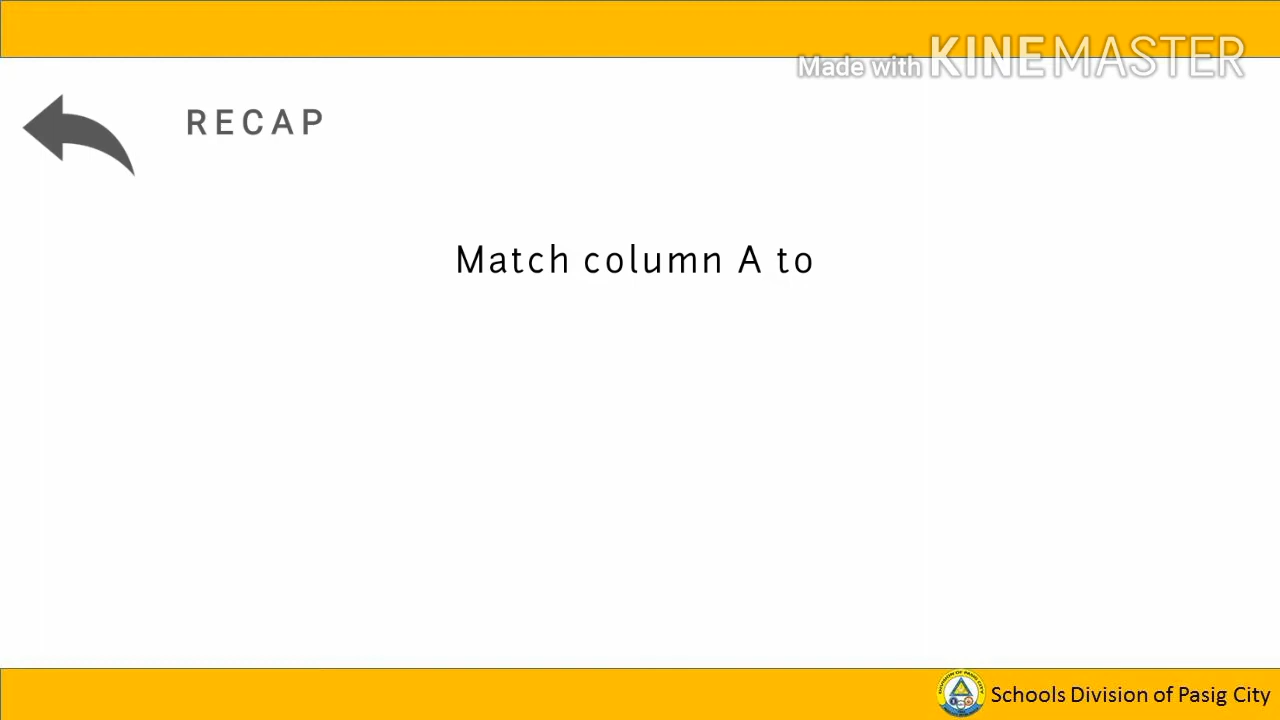 Made with KINEMASTER
RECAP
Match column A to
Schools Division of Pasig City